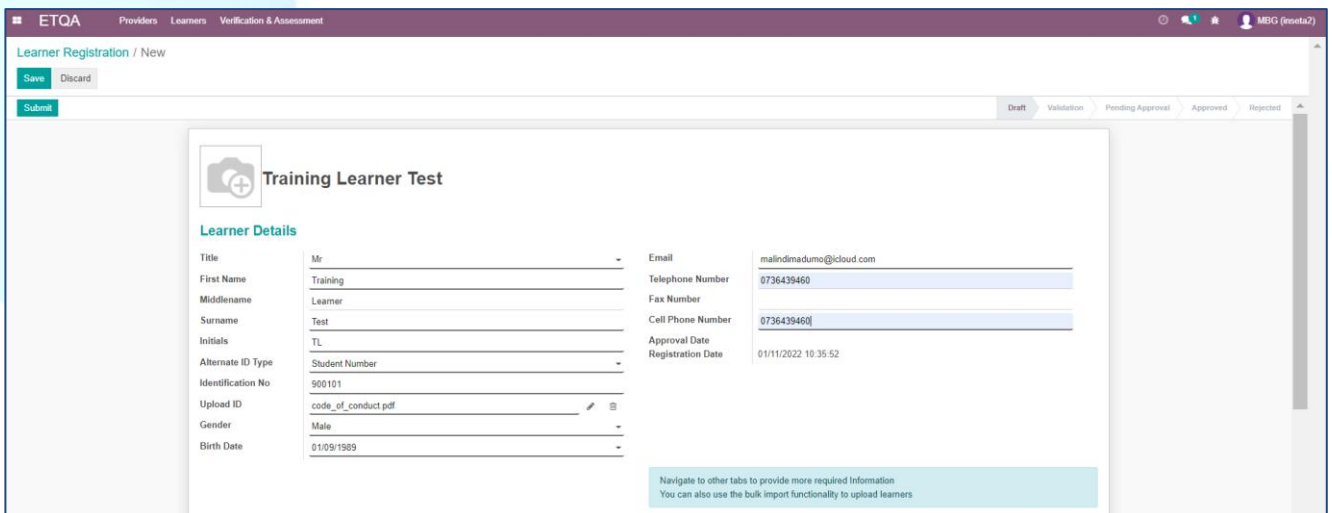 ETQA Providers Learners Verification & Assessment 1 MBG (inseta2)
Learner Registration / New
Save Discard
Submit Draft Validation Pending Approval Approved Rejected
Training Learner Test
Learner Details
Title Mr
First Name Training
Middlename Learner
Surname Test
Initials TL
Alternate ID Type Student Number
Identification No 900101
Upload ID code_of_conduct.pdf
Gender Male
Birth Date 01/09/1989
Email malindimadumo@icloud.com
Telephone Number 0736439460
Fax Number
Cell Phone Number 0736439460
Approval Date
Registration Date 01/11/2022 10:35:52
Navigate to other tabs to provide more required Information
You can also use the bulk import functionality to upload learners